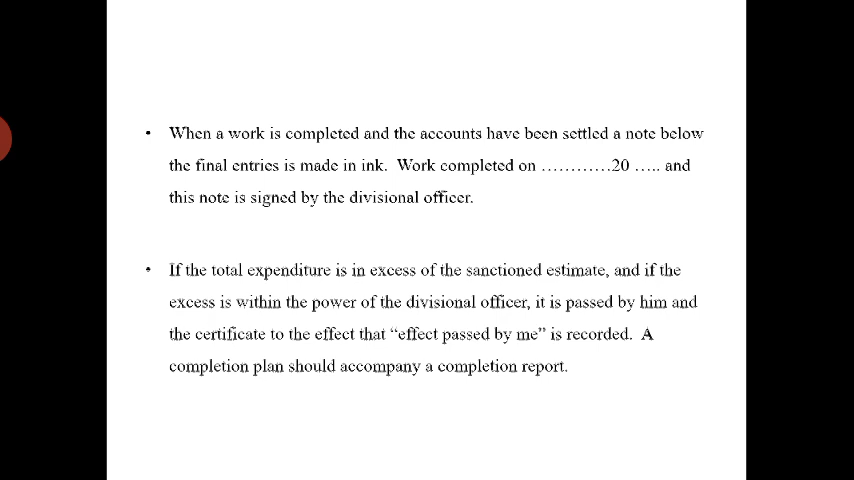 • When a work is completed and the accounts have been settled a note below
the final entries is made in ink.  Work completed on …………20 ….. and
this note is signed by the divisional officer.
• If the total expenditure is in excess of the sanctioned estimate, and if the
excess is within the power of the divisional officer, it is passed by him and
the certificate to the effect that “effect passed by me” is recorded.  A
completion plan should accompany a completion report.